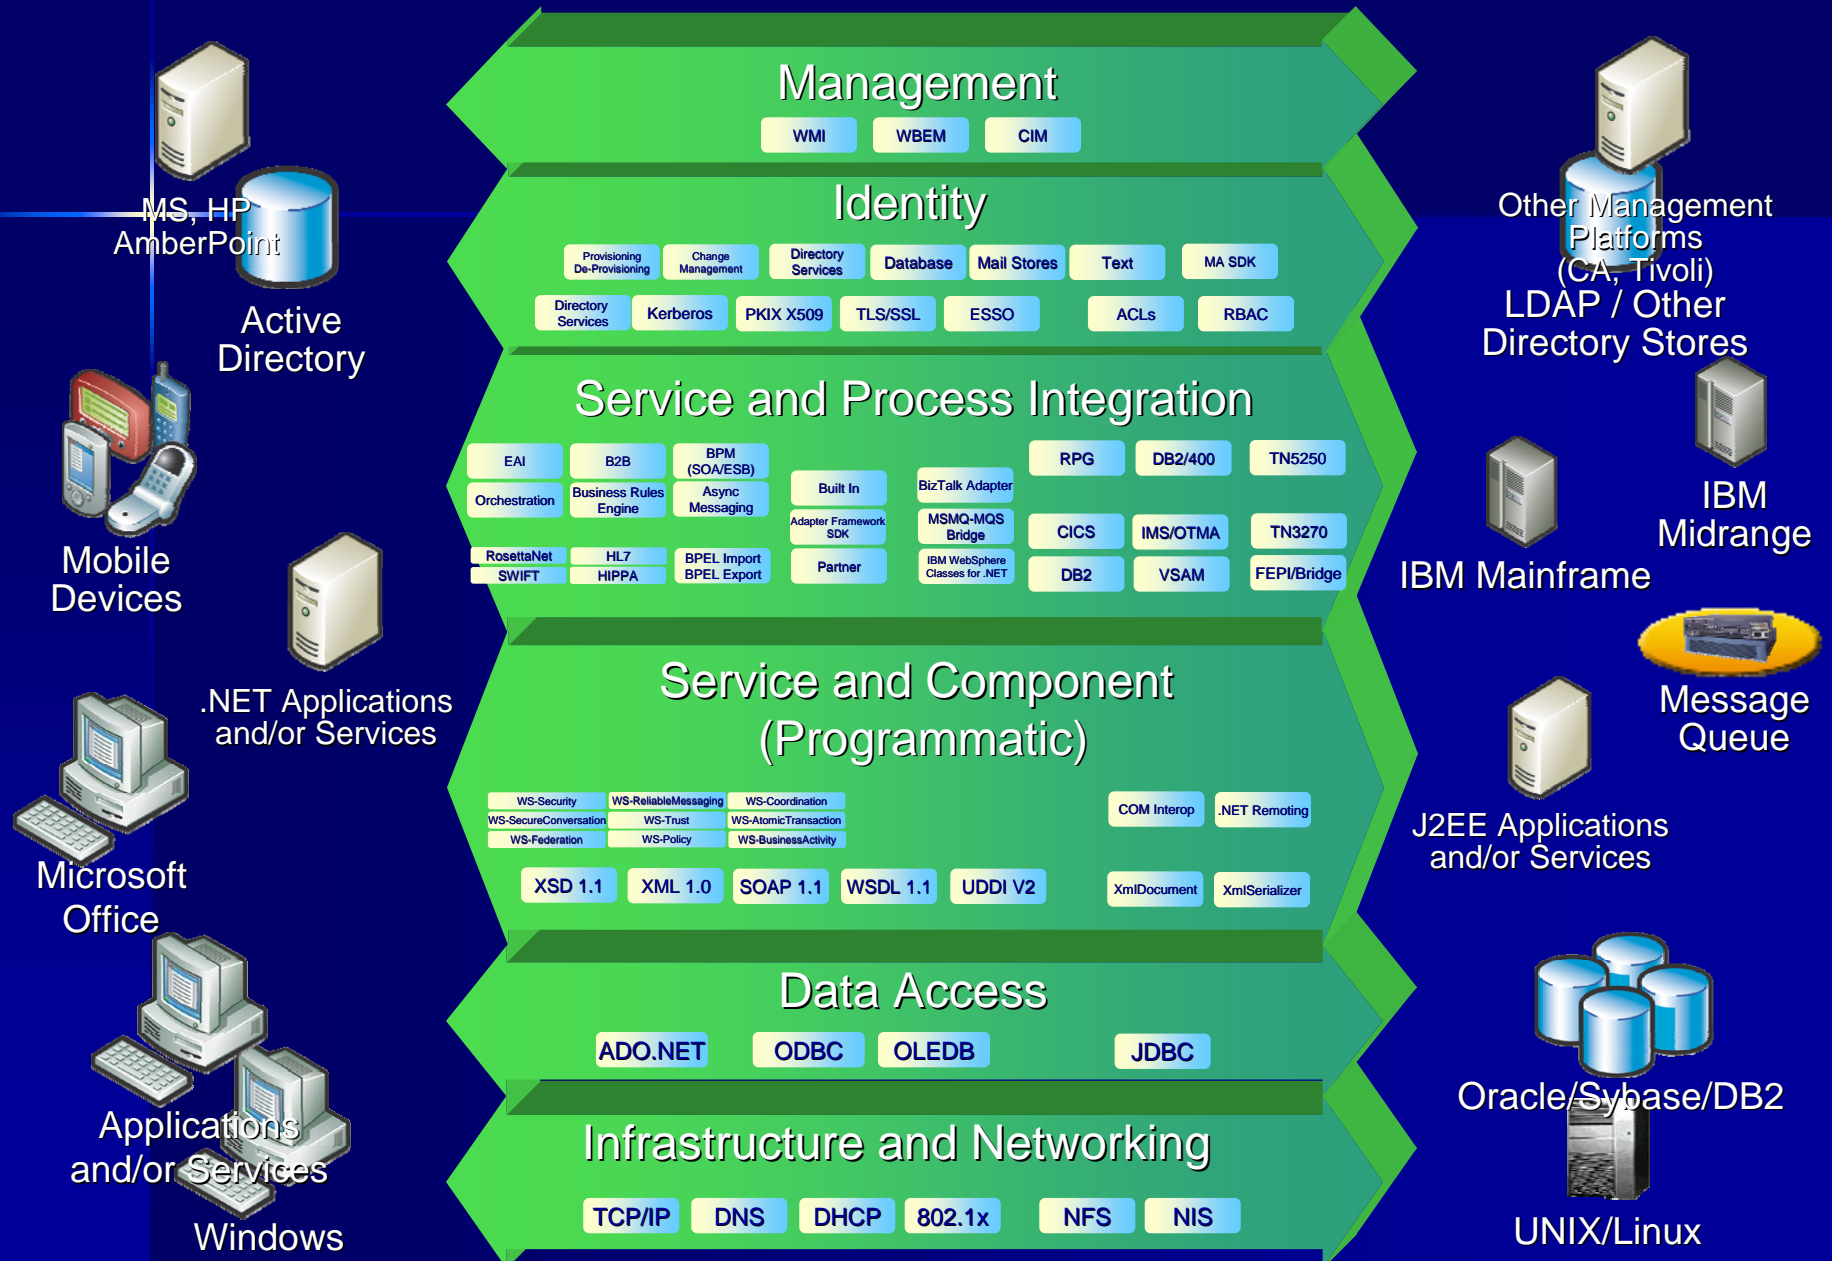 Management
WMI WBEM CIM
Identity
Provisioning
De-Provisioning
Change
Management
Directory
Services
Database
Mail Stores
Text
MA SDK
Directory
Services
Kerberos
PKIX X509
TLS/SSL
ESSO
ACLs
RBAC
Service and Process Integration
EAI
B2B
BPM
(SOA/ESB)
Orchestration
Business Rules
Engine
Async
Messaging
RosettaNet
HL7
SWIFT
HIPPA
BPEL Import
BPEL Export
Built In
Adapter Framework
SDK
Partner
BizTalk Adapter
MSMQ-MQS
Bridge
IBM WebSphere
Classes for .NET
RPG
DB2/400
TN5250
CICS
IMS/OTMA
TN3270
DB2
VSAM
FEPI/Bridge
Service and Component
(Programmatic)
WS-Security
WS-ReliableMessaging
WS-Coordination
WS-SecureConversation
WS-Trust
WS-AtomicTransaction
WS-Federation
WS-Policy
WS-BusinessActivity
COM Interop
.NET Remoting
XSD 1.1
XML 1.0
SOAP 1.1
WSDL 1.1
UDDI V2
XmlDocument
XmlSerializer
Data Access
ADO.NET
ODBC
OLEDB
JDBC
Infrastructure and Networking
TCP/IP
DNS
DHCP
802.1x
NFS
NIS
MS, HP
AmberPoint
Active
Directory
Mobile
Devices
.NET Applications
and/or Services
Microsoft
Office
Applications
and/or Services
Windows
Other Management
Platforms
(CA, Tivoli)
LDAP / Other
Directory Stores
IBM
Midrange
IBM Mainframe
Message
Queue
J2EE Applications
and/or Services
Oracle/Sybase/DB2
UNIX/Linux